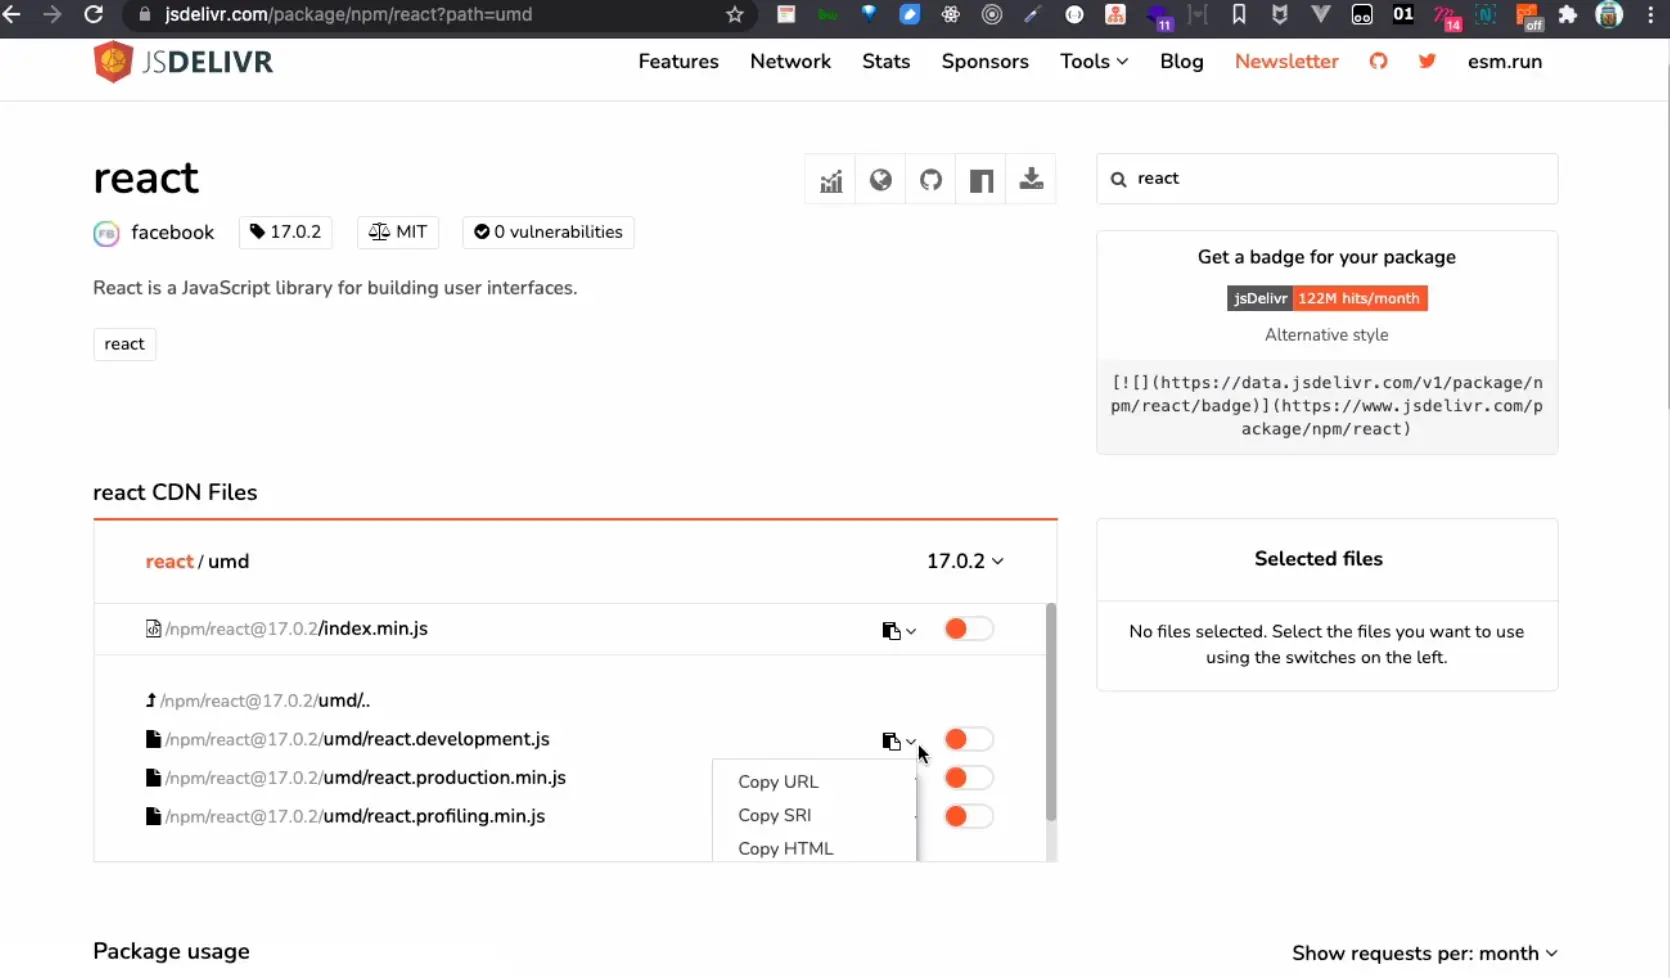 jsdelivr.com/package/npm/react?path=umd
11
01
14
off
JSDELIVR
Features
Network
Stats
Sponsors
Tools
Blog
Newsletter
esm.run
react
react
FB
facebook
17.0.2
MIT
0 vulnerabilities
React is a JavaScript library for building user interfaces.
react
Get a badge for your package
jsDelivr 122M hits/month
Alternative style
[![](https://data.jsdelivr.com/v1/package/n
pm/react/badge)](https://www.jsdelivr.com/p
ackage/npm/react)
react CDN Files
react / umd
17.0.2
/npm/react@17.0.2/index.min.js
/npm/react@17.0.2/umd/..
/npm/react@17.0.2/umd/react.development.js
/npm/react@17.0.2/umd/react.production.min.js
/npm/react@17.0.2/umd/react.profiling.min.js
Copy URL
Copy SRI
Copy HTML
Selected files
No files selected. Select the files you want to use
using the switches on the left.
Package usage
Show requests per: month